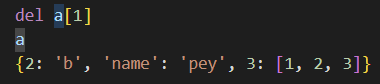 del a[1]
a
{2: 'b', 'name': 'pey', 3: [1, 2, 3]}